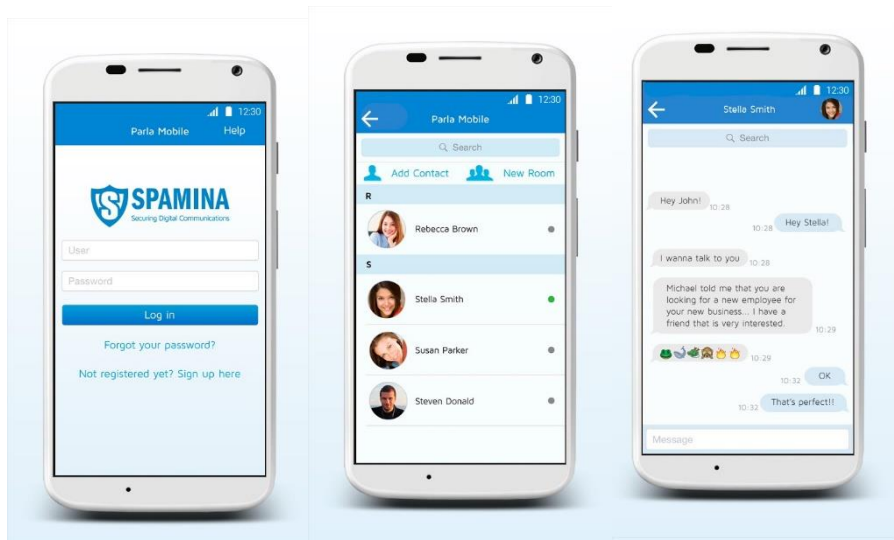 12:30
Parla Mobile
Help
SPAMINA
Securing Digital Communications
User
Password
Log in
Forgot your password?
Not registered yet? Sign up here
12:30
Parla Mobile
Search
Add Contact
New Room
R
Rebecca Brown
S
Stella Smith
Susan Parker
Steven Donald
12:30
Stella Smith
Search
Hey John!
10:28
Hey Stella!
10:28
I wanna talk to you
10:28
Michael told me that you are
looking for a new employee for
your new business... I have a
friend that is very interested.
10:29
10:29
OK
10:32
That's perfect!!
10:32
Message